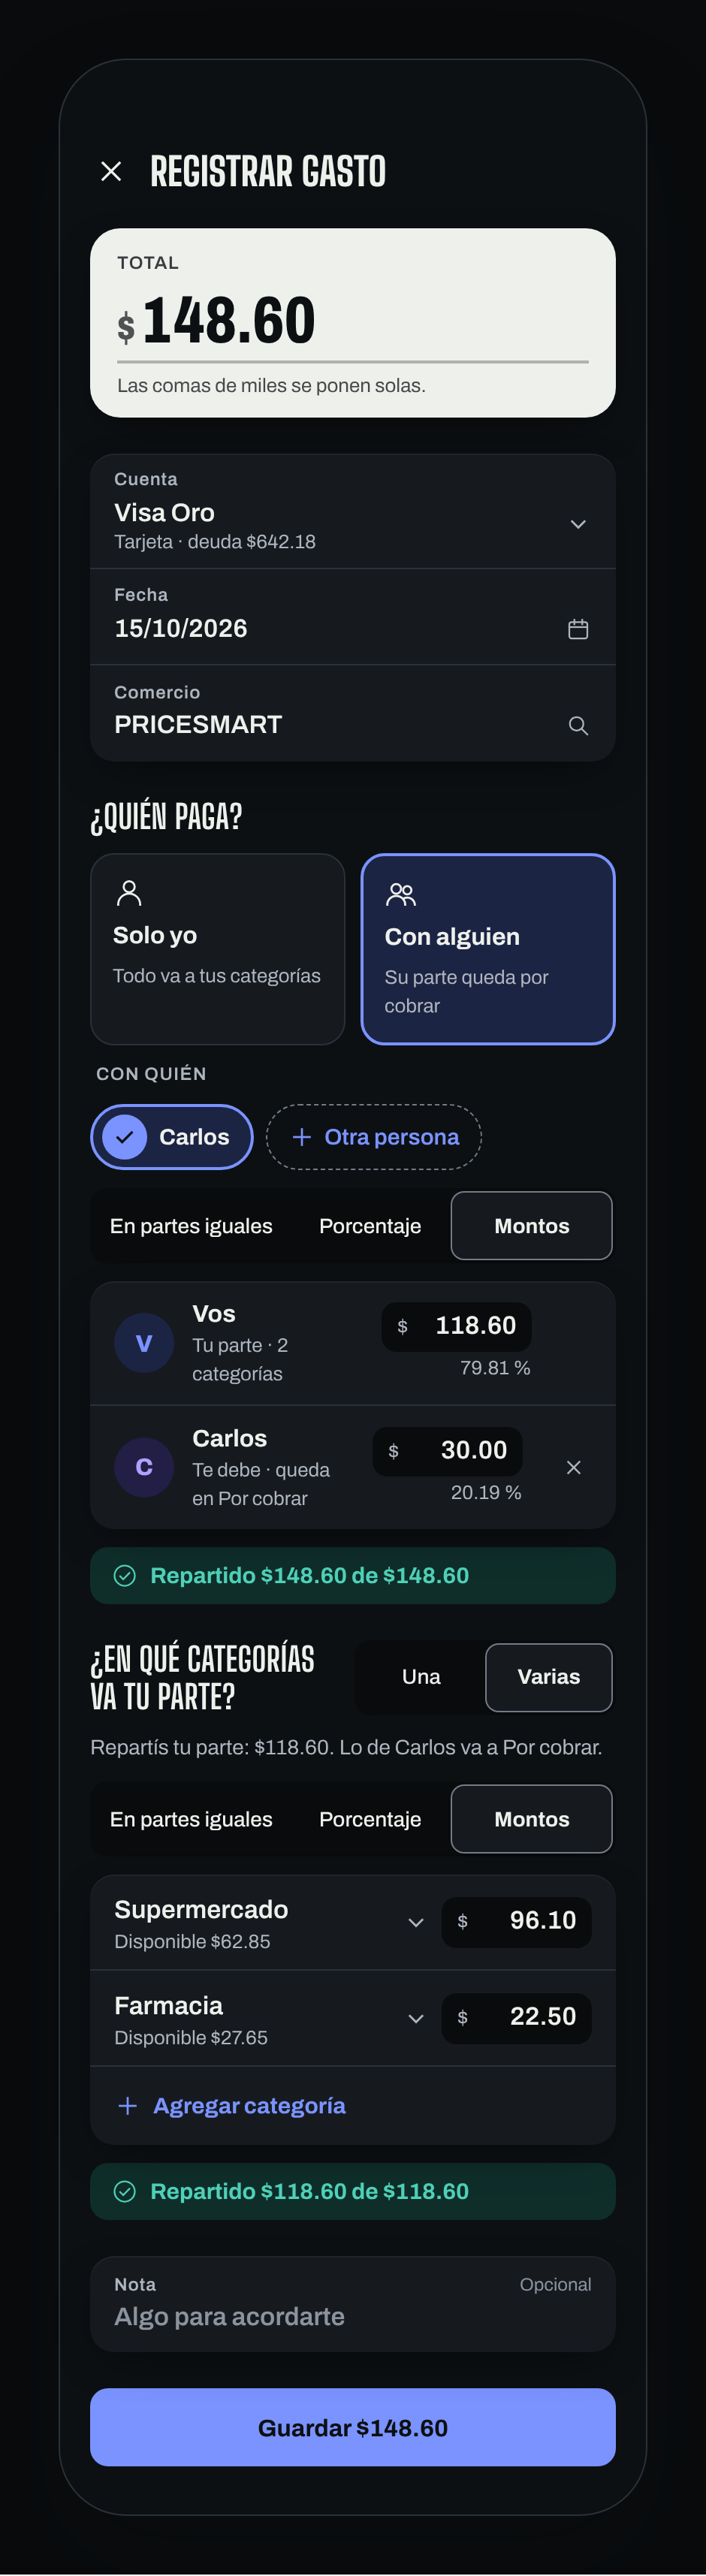 REGISTRAR GASTO
TOTAL
$ 148.60
Las comas de miles se ponen solas.
Cuenta
Visa Oro
Tarjeta · deuda $642.18
Fecha
15/10/2026
Comercio
PRICESMART
¿QUIÉN PAGA?
Solo yo
Todo va a tus categorías
Con alguien
Su parte queda por
cobrar
CON QUIÉN
Carlos
Otra persona
En partes iguales Porcentaje Montos
V
Vos
Tu parte · 2
categorías
$ 118.60
79.81 %
C
Carlos
Te debe · queda
en Por cobrar
$ 30.00
20.19 %
Repartido $148.60 de $148.60
¿EN QUÉ CATEGORÍAS
VA TU PARTE?
Una Varias
Repartís tu parte: $118.60. Lo de Carlos va a Por cobrar.
En partes iguales Porcentaje Montos
Supermercado
Disponible $62.85
$ 96.10
Farmacia
Disponible $27.65
$ 22.50
Agregar categoría
Repartido $118.60 de $118.60
Nota Opcional
Algo para acordarte
Guardar $148.60